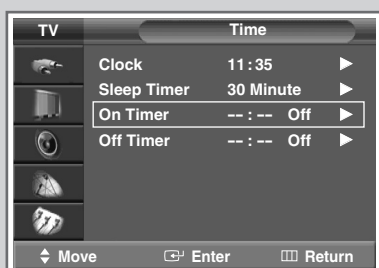 TV Time
Clock 11:35
Sleep Timer 30 Minute
On Timer --:-- Off
Off Timer --:-- Off
Move Enter Return